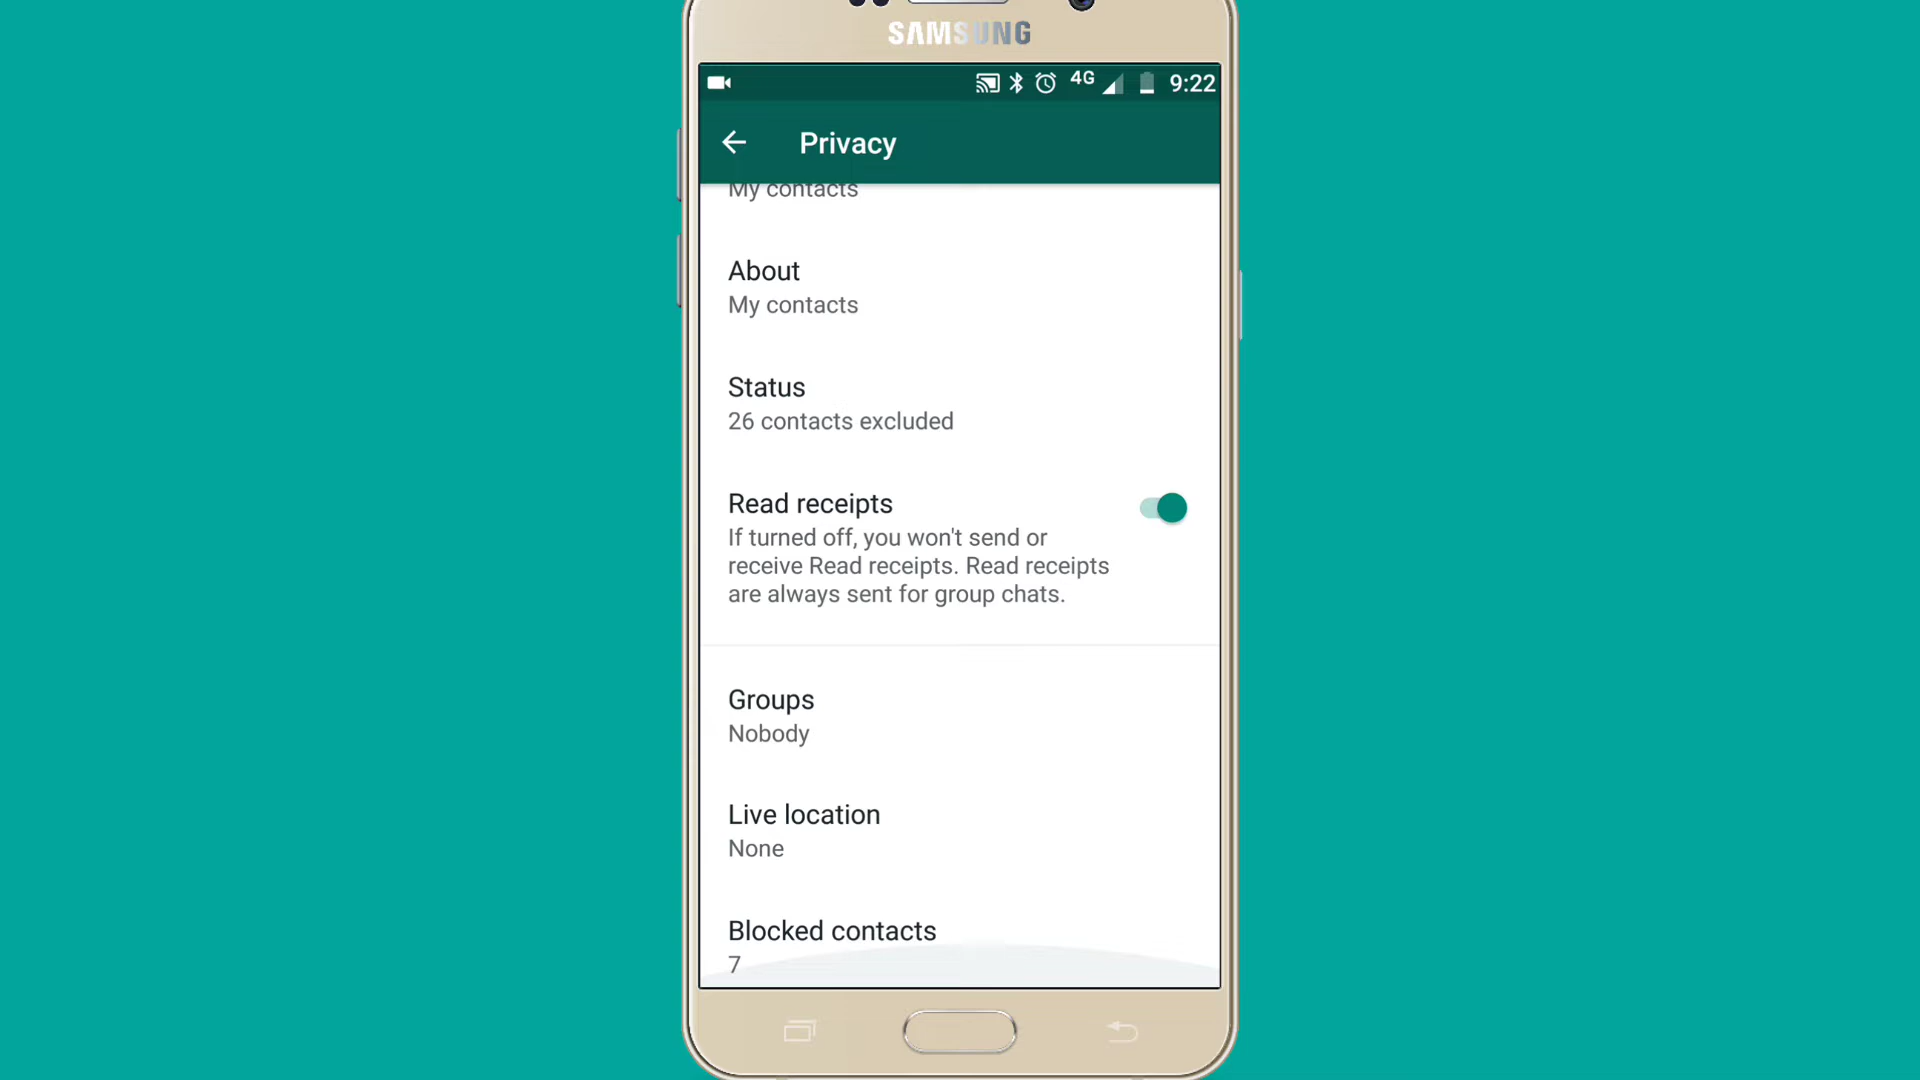 SAMSUNG
4G 9:22
Privacy
My contacts
About
My contacts
Status
26 contacts excluded
Read receipts
If turned off, you won't send or
receive Read receipts. Read receipts
are always sent for group chats.
Groups
Nobody
Live location
None
Blocked contacts
7